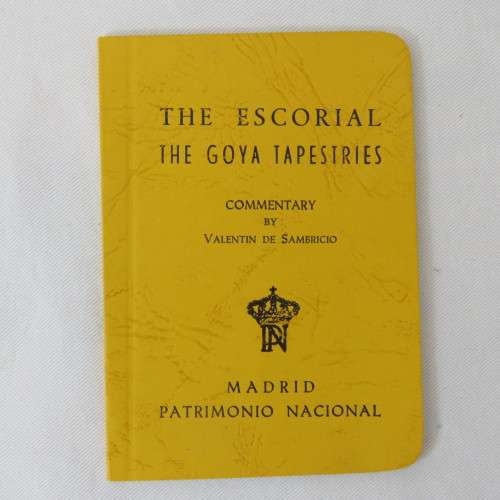 THE ESCORIAL
THE GOYA TAPESTRIES
COMMENTARY
BY
VALENTIN DE SAMBRICIO
PN
MADRID
PATRIMONIO NACIONAL